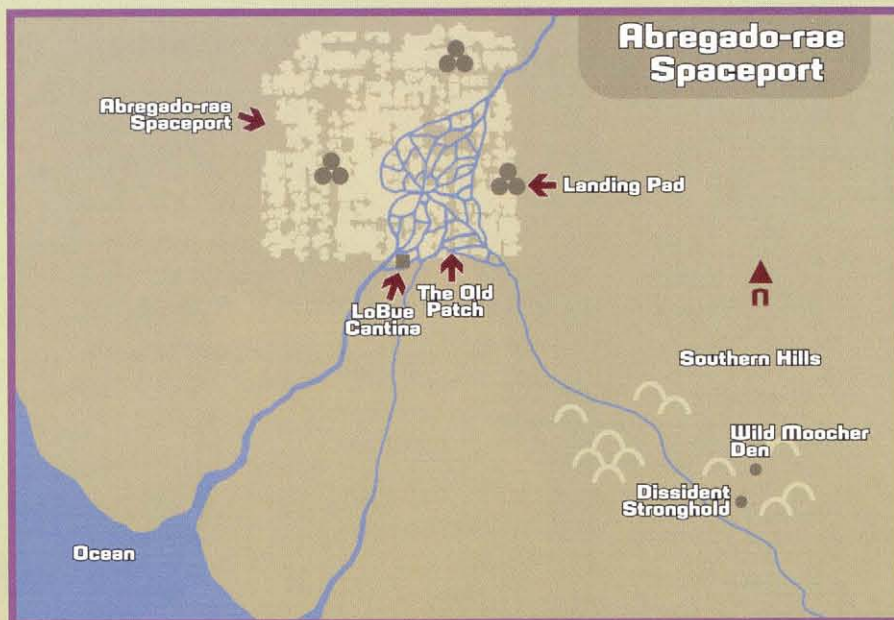 Abregado-rae
Spaceport
Abregado-rae
Spaceport
Landing Pad
LoBue
Cantina
The Old
Patch
n
Southern Hills
Wild Moocher
Den
Dissident
Stronghold
Ocean